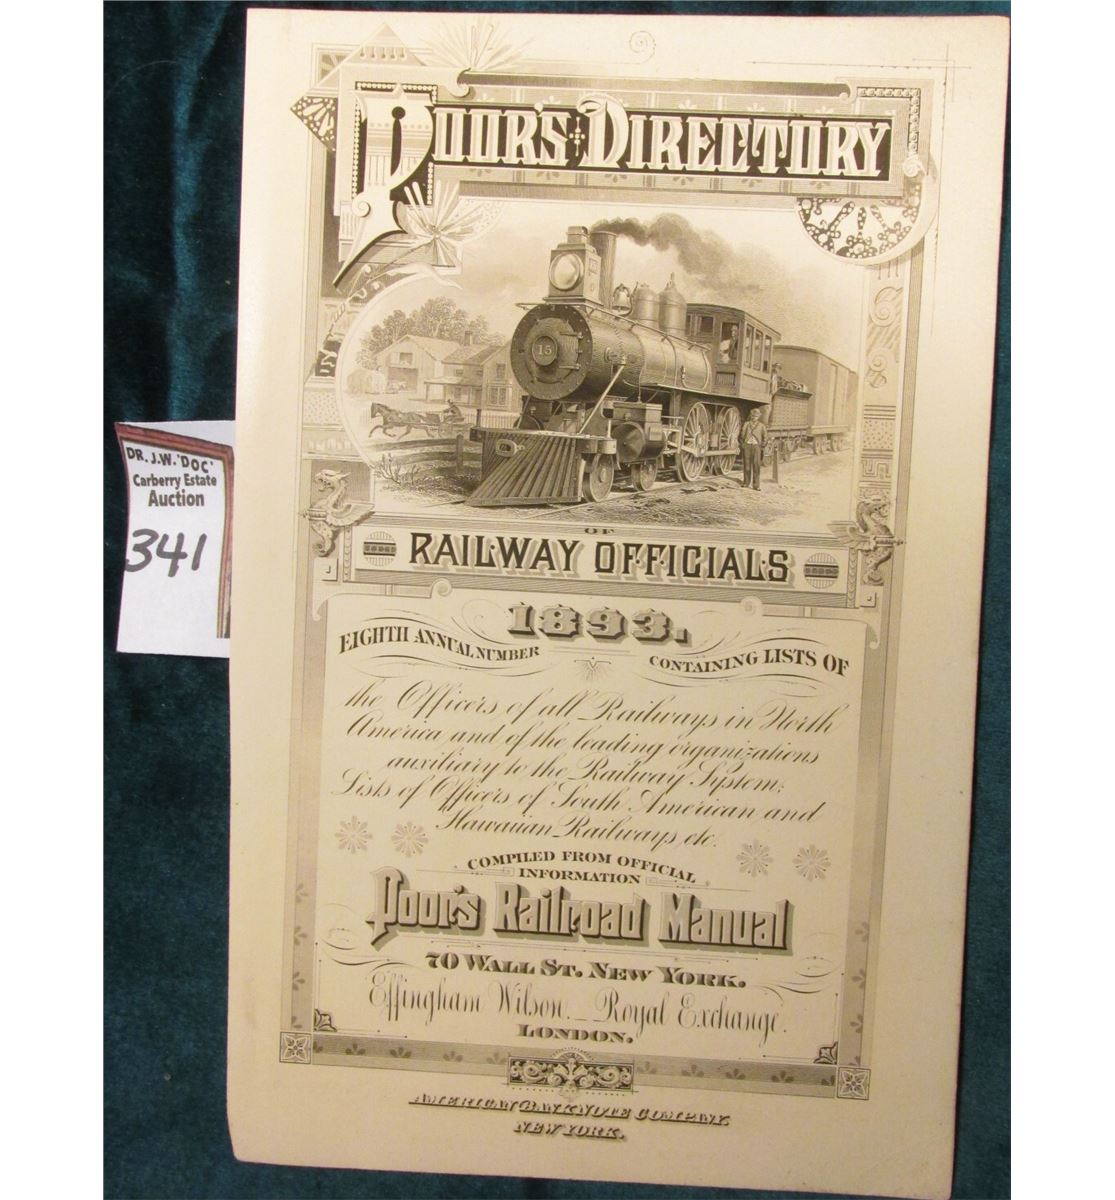 POOR'S DIRECTORY
15
OF
RAILWAY OFFICIALS
1893.
EIGHTH ANNUAL NUMBER
CONTAINING LISTS OF
the Officers of all Railways in North
America and of the leading organizations
auxiliary to the Railway System;
Lists of Officers of South American and
Hawaiian Railways, etc.
COMPILED FROM OFFICIAL
INFORMATION
Poor's Railroad Manual
70 WALL ST. NEW YORK.
Effingham Wilson. _ Royal Exchange.
LONDON.
AMERICAN BANK NOTE COMPANY.
NEW YORK.
DR. J.W. 'DOC'
Carberry Estate
Auction
341